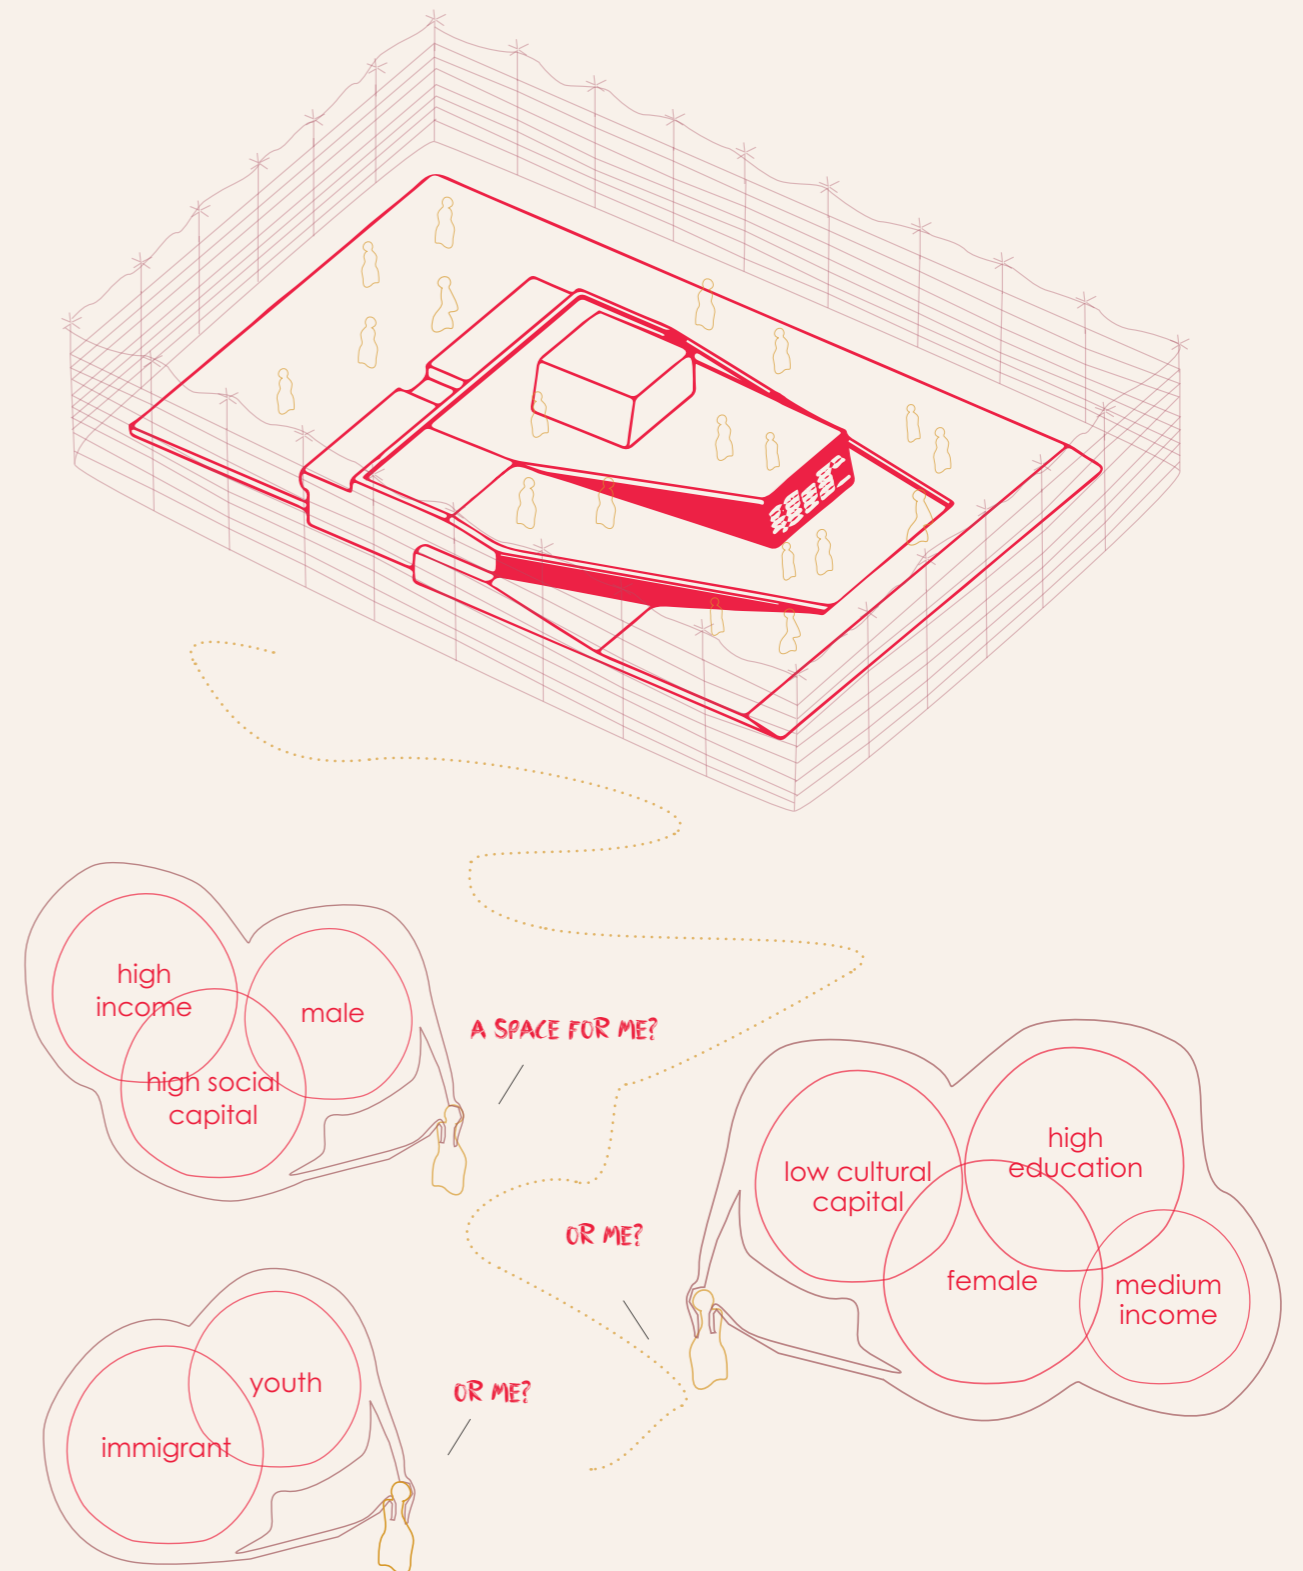 high
income
male
high social
capital
A SPACE FOR ME?
low cultural
capital
high
education
female
medium
income
OR ME?
youth
immigrant
OR ME?